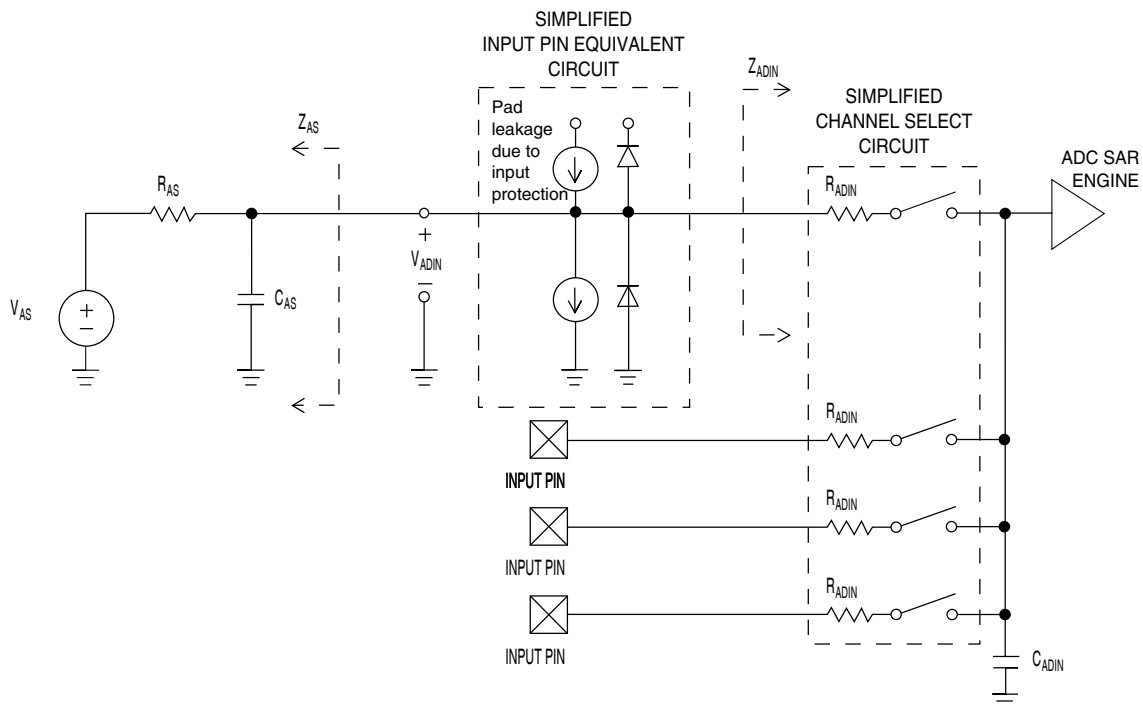 SIMPLIFIED
INPUT PIN EQUIVALENT
CIRCUIT
Pad
leakage
due to
input
protection
Z_ADIN
SIMPLIFIED
CHANNEL SELECT
CIRCUIT
ADC SAR
ENGINE
Z_AS
R_AS
R_ADIN
+
V_ADIN
−
V_AS
+
−
C_AS
R_ADIN
INPUT PIN
R_ADIN
INPUT PIN
R_ADIN
INPUT PIN
C_ADIN